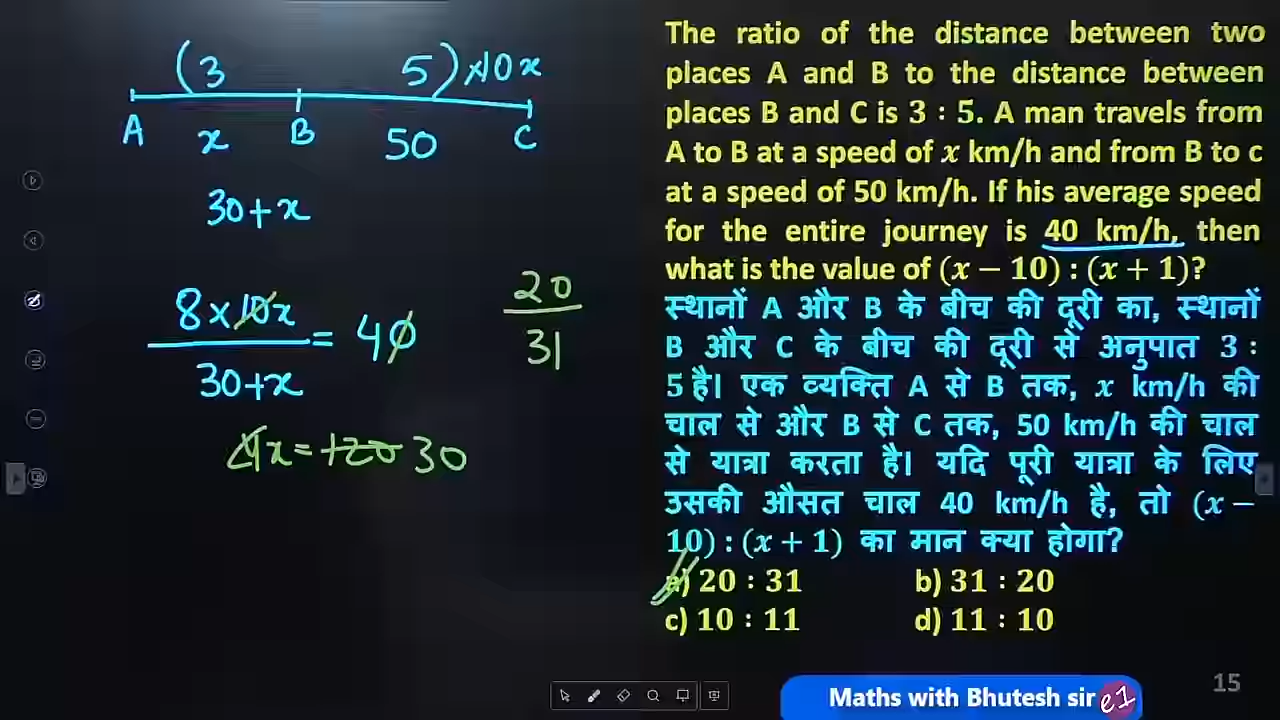 (3 5)×10x
A x B 50 C
30+x
8×10x
30+x
= 40
20
31
4x=120 30
The ratio of the distance between two
places A and B to the distance between
places B and C is 3 : 5. A man travels from
A to B at a speed of x km/h and from B to c
at a speed of 50 km/h. If his average speed
for the entire journey is 40 km/h, then
what is the value of (x − 10) : (x + 1)?
स्थानों A और B के बीच की दूरी का, स्थानों
B और C के बीच की दूरी से अनुपात 3 :
5 है। एक व्यक्ति A से B तक, x km/h की
चाल से और B से C तक, 50 km/h की चाल
से यात्रा करता है। यदि पूरी यात्रा के लिए
उसकी औसत चाल 40 km/h है, तो (x −
10) : (x + 1) का मान क्या होगा?
a) 20 : 31 b) 31 : 20
c) 10 : 11 d) 11 : 10
15
Maths with Bhutesh sir e1